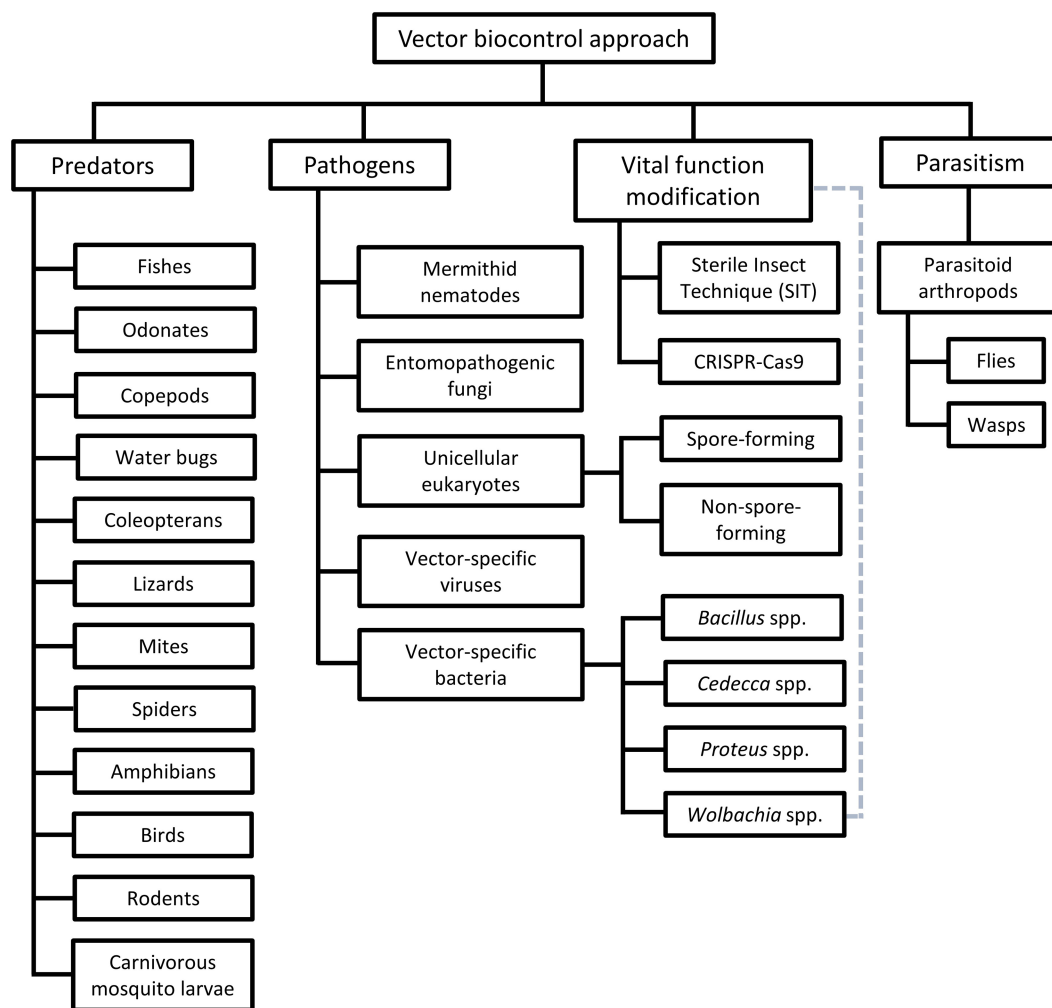 Vector biocontrol approach
Predators
Fishes
Odonates
Copepods
Water bugs
Coleopterans
Lizards
Mites
Spiders
Amphibians
Birds
Rodents
Carnivorous
mosquito larvae
Pathogens
Mermithid
nematodes
Entomopathogenic
fungi
Unicellular
eukaryotes
Spore-forming
Non-spore-
forming
Vector-specific
viruses
Vector-specific
bacteria
Bacillus spp.
Cedecca spp.
Proteus spp.
Wolbachia spp.
Vital function
modification
Sterile Insect
Technique (SIT)
CRISPR-Cas9
Parasitism
Parasitoid
arthropods
Flies
Wasps